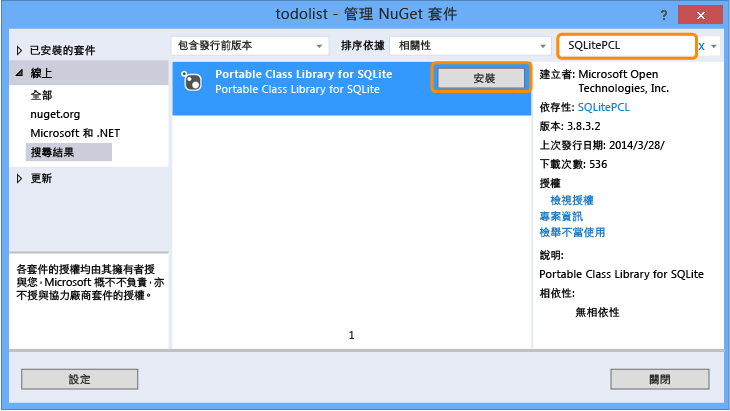 todolist - 管理 NuGet 套件
? x
已安裝的套件
線上
全部
nuget.org
Microsoft 和 .NET
搜尋結果
更新
各套件的授權均由其擁有者授
與您，Microsoft 概不不負責，亦
不授與協力廠商套件的授權。
包含發行前版本 排序依據 相關性
Portable Class Library for SQLite
Portable Class Library for SQLite
安裝
1
SQLitePCL x
建立者: Microsoft Open
Technologies, Inc.
依存性: SQLitePCL
版本: 3.8.3.2
上次發行日期: 2014/3/28/
下載次數: 536
授權
檢視授權
專案資訊
檢舉不當使用
說明:
Portable Class Library for SQLite
相依性:
無相依性
設定
關閉